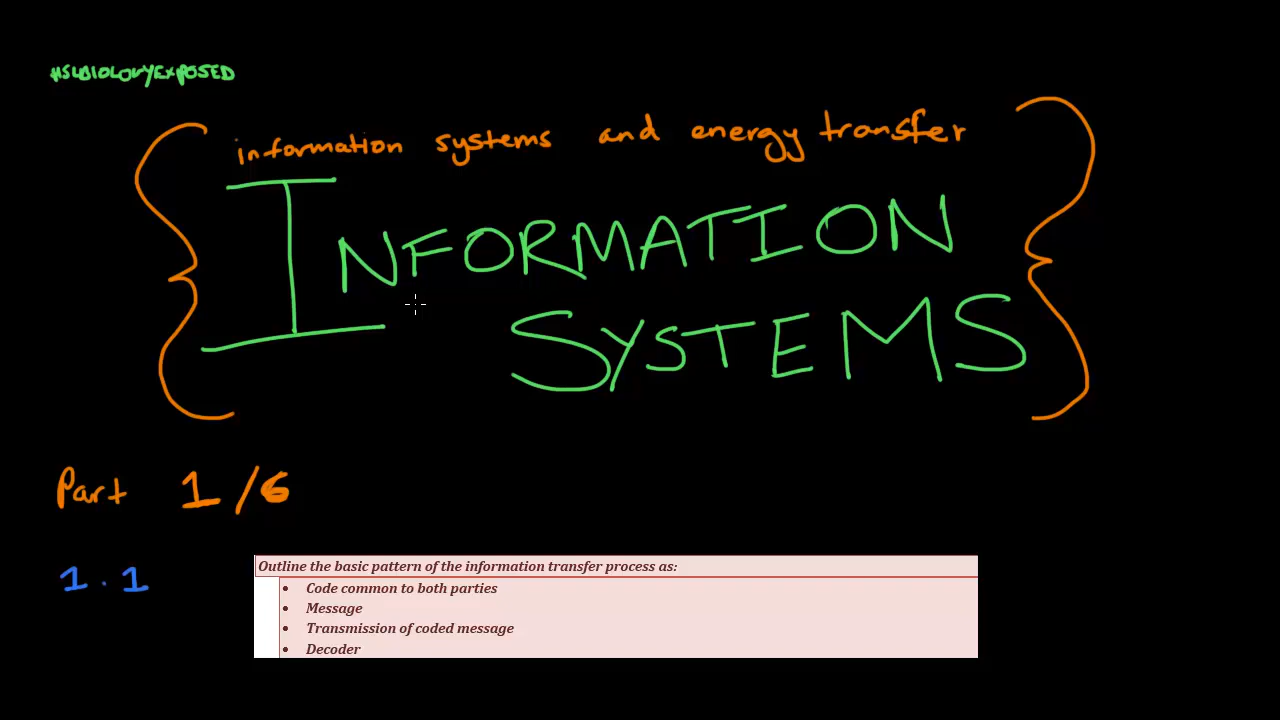 HSCBIOLOGYEXPOSED
information systems and energy transfer
INFORMATION
SYSTEMS
Part 1/6
1.1
Outline the basic pattern of the information transfer process as:
• Code common to both parties
• Message
• Transmission of coded message
• Decoder